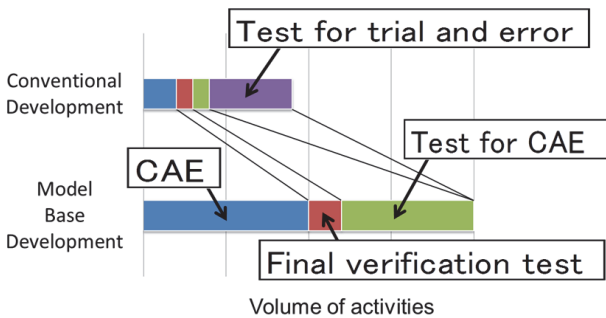 Test for trial and error
Conventional
Development
Test for CAE
CAE
Model
Base
Development
Final verification test
Volume of activities